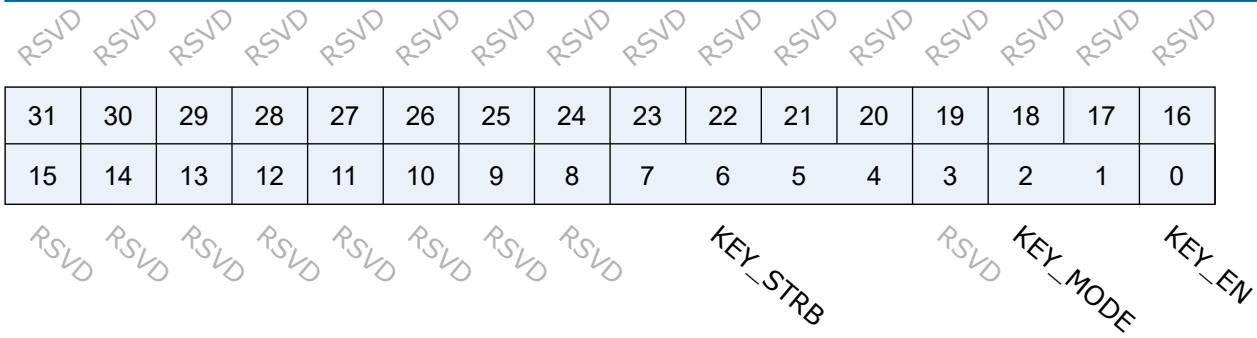 RSVD RSVD RSVD RSVD RSVD RSVD RSVD RSVD RSVD RSVD RSVD RSVD RSVD RSVD RSVD RSVD
31 30 29 28 27 26 25 24 23 22 21 20 19 18 17 16
15 14 13 12 11 10 9 8 7 6 5 4 3 2 1 0
RSVD RSVD RSVD RSVD RSVD RSVD RSVD RSVD KEY_STRB RSVD KEY_MODE KEY_EN